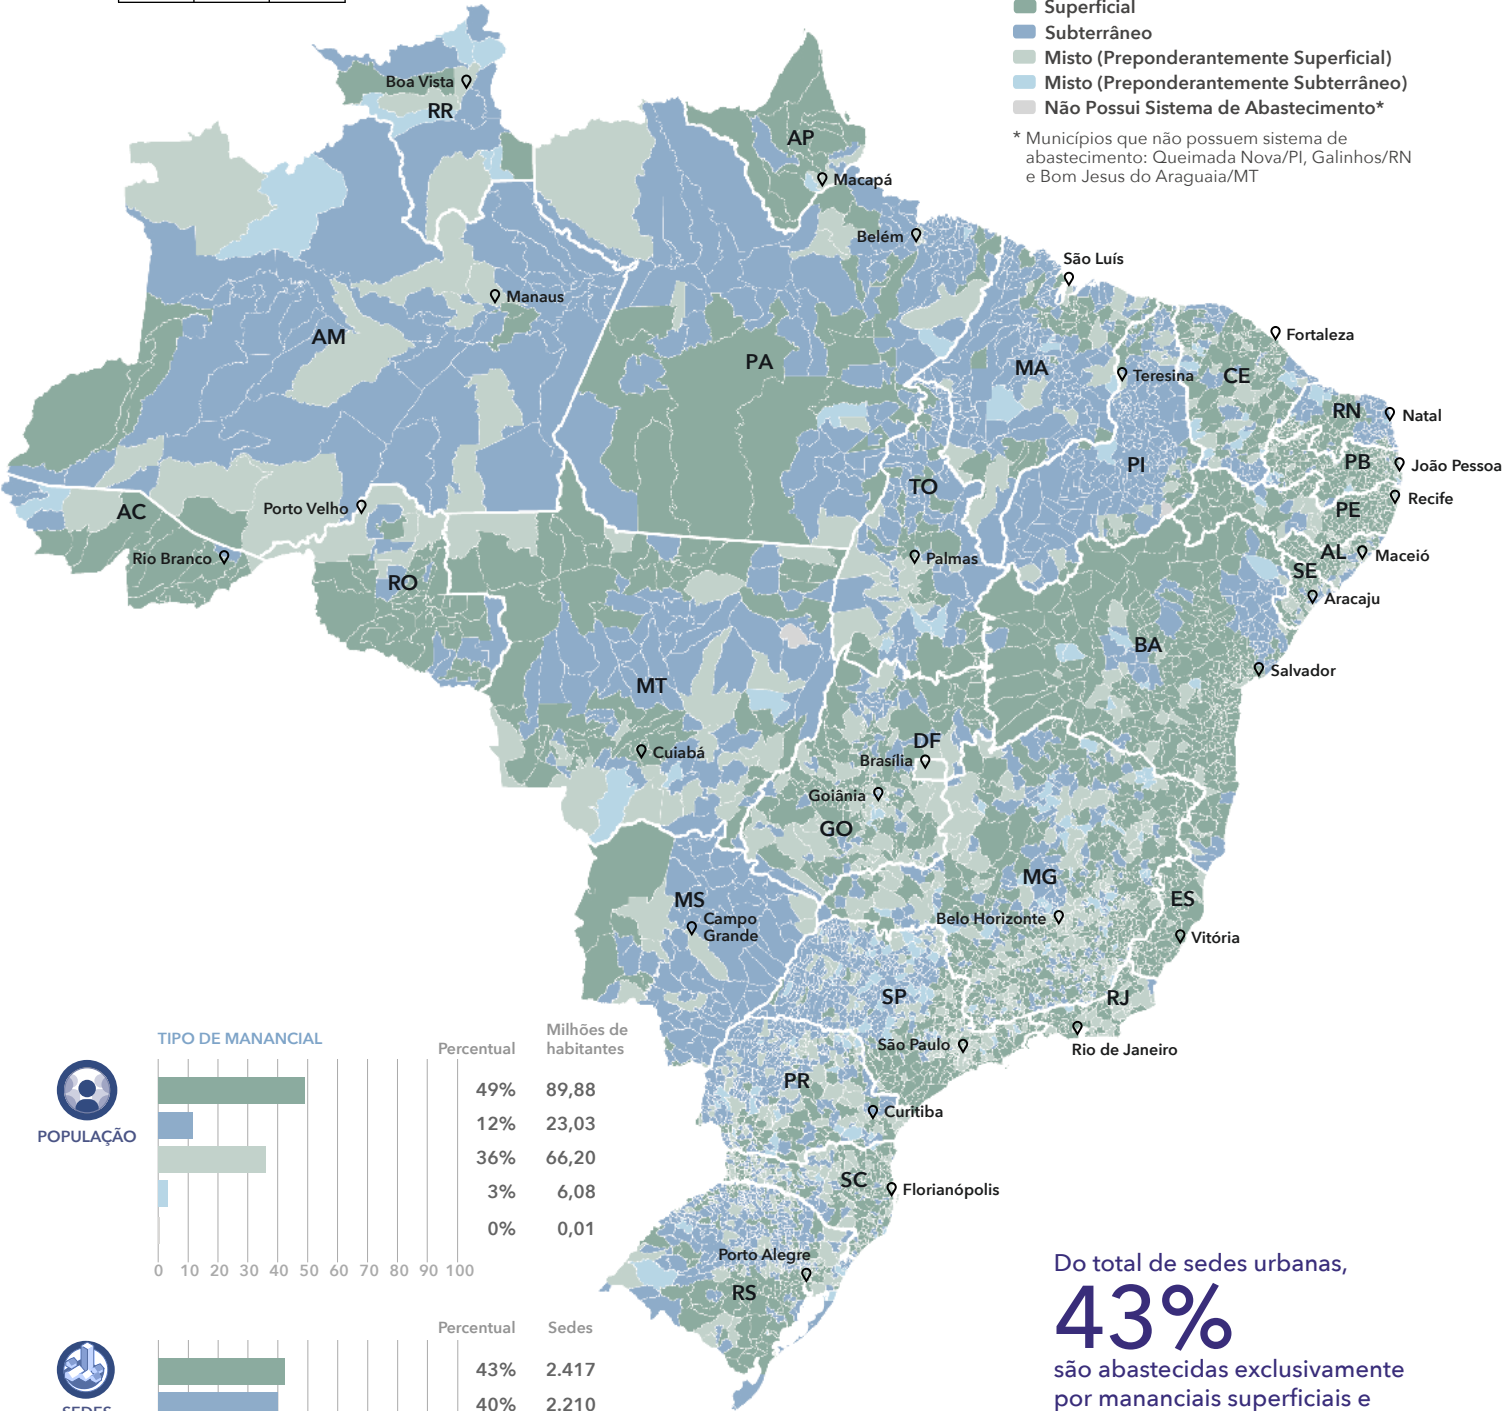 Superficial
Subterrâneo
Misto (Preponderantemente Superficial)
Misto (Preponderantemente Subterrâneo)
Não Possui Sistema de Abastecimento*
* Municípios que não possuem sistema de
abastecimento: Queimada Nova/PI, Galinhos/RN
e Bom Jesus do Araguaia/MT
Boa Vista
RR
AP
Macapá
Belém
São Luís
Manaus
AM
PA
MA
Teresina
Fortaleza
CE
RN
Natal
PI
PB
João Pessoa
TO
Recife
PE
AC
Porto Velho
Rio Branco
RO
Palmas
AL
Maceió
SE
Aracaju
BA
Salvador
MT
Cuiabá
DF
Brasília
Goiânia
GO
MG
MS
Campo
Grande
Belo Horizonte
ES
Vitória
SP
RJ
São Paulo
Rio de Janeiro
PR
Curitiba
SC
Florianópolis
Porto Alegre
RS
TIPO DE MANANCIAL
Percentual
Milhões de
habitantes
POPULAÇÃO
49% 89,88
12% 23,03
36% 66,20
3% 6,08
0% 0,01
0 10 20 30 40 50 60 70 80 90 100
Percentual Sedes
43% 2.417
40% 2.210
SEDES
Do total de sedes urbanas,
43%
são abastecidas exclusivamente
por mananciais superficiais e